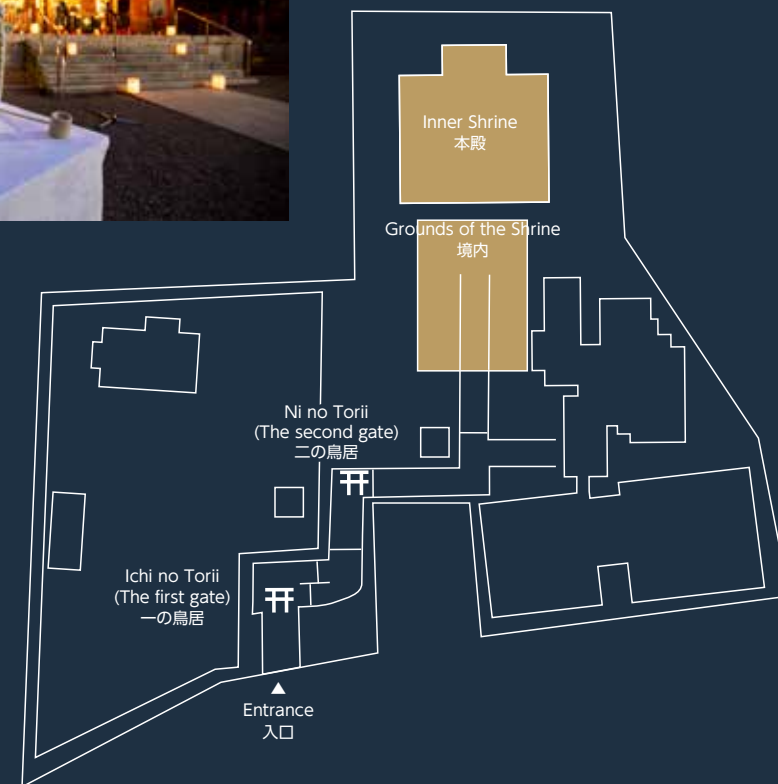 Inner Shrine
本殿
Grounds of the Shrine
境内
Ni no Torii
(The second gate)
二の鳥居
Ichi no Torii
(The first gate)
一の鳥居
Entrance
入口